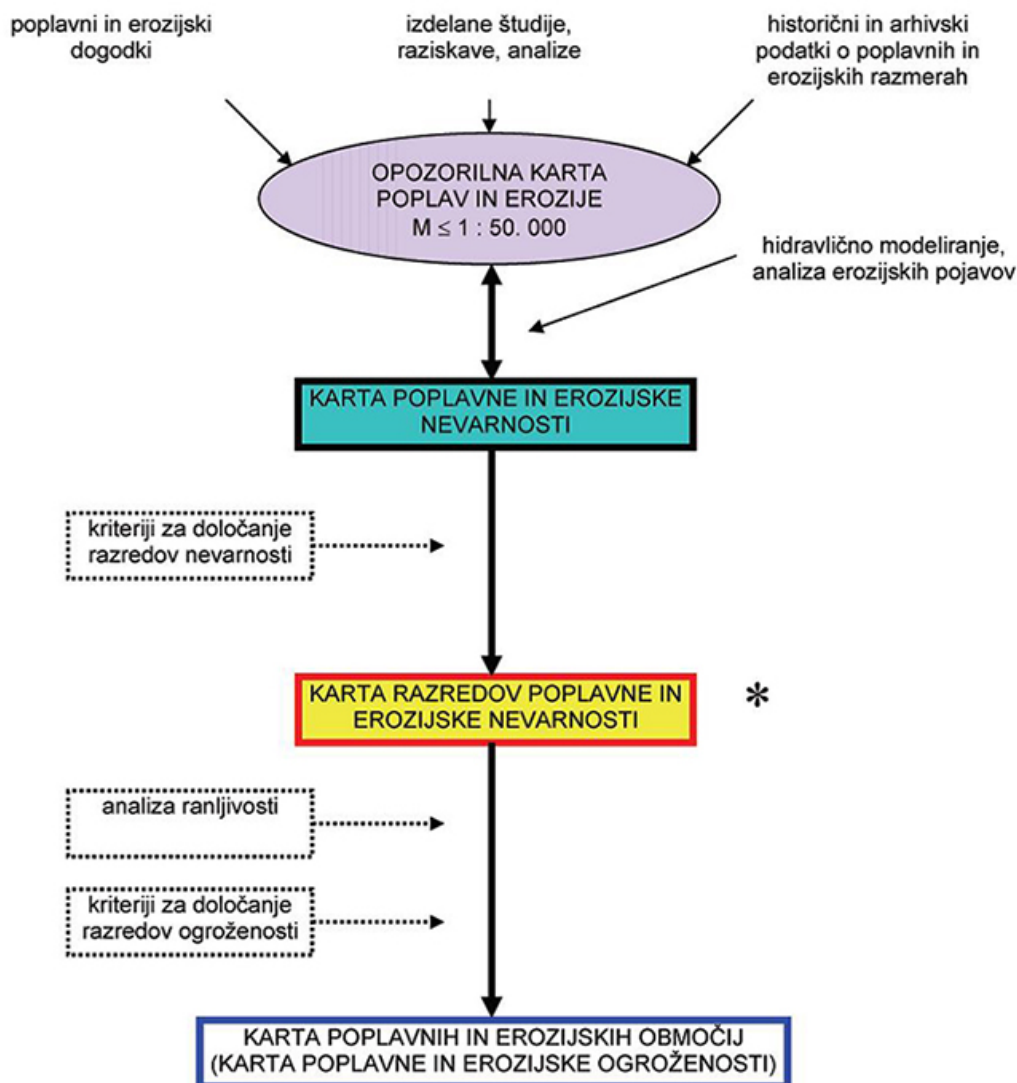 poplavni in erozijski
dogodki
izdelane študije,
raziskave, analize
historični in arhivski
podatki o poplavnih in
erozijskih razmerah
OPOZORILNA KARTA
POPLAV IN EROZIJE
M ≤ 1 : 50. 000
hidravlično modeliranje,
analiza erozijskih pojavov
KARTA POPLAVNE IN EROZIJSKE
NEVARNOSTI
kriteriji za določanje
razredov nevarnosti
KARTA RAZREDOV POPLAVNE IN
EROZIJSKE NEVARNOSTI
*
analiza ranljivosti
kriteriji za določanje
razredov ogroženosti
KARTA POPLAVNIH IN EROZIJSKIH OBMOČIJ
(KARTA POPLAVNE IN EROZIJSKE OGROŽENOSTI)